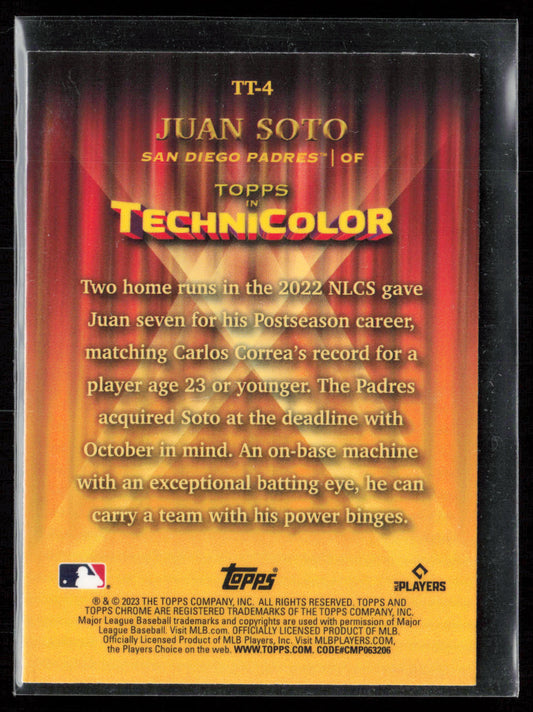 TT-4
JUAN SOTO
SAN DIEGO PADRES™ | OF
TOPPS
IN
TECHNICOLOR
Two home runs in the 2022 NLCS gave
Juan seven for his Postseason career,
matching Carlos Correa's record for a
player age 23 or younger. The Padres
acquired Soto at the deadline with
October in mind. An on-base machine
with an exceptional batting eye, he can
carry a team with his power binges.
topps®
MLB PLAYERS
® & © 2023 THE TOPPS COMPANY, INC. ALL RIGHTS RESERVED. TOPPS AND
TOPPS CHROME ARE REGISTERED TRADEMARKS OF THE TOPPS COMPANY, INC.
Major League Baseball trademarks and copyrights are used with permission of Major
League Baseball. Visit MLB.com. OFFICIALLY LICENSED PRODUCT OF MLB.
Officially Licensed Product of MLB Players, Inc. Visit MLBPLAYERS.com,
the Players Choice on the web. WWW.TOPPS.COM. CODE#CMP063206